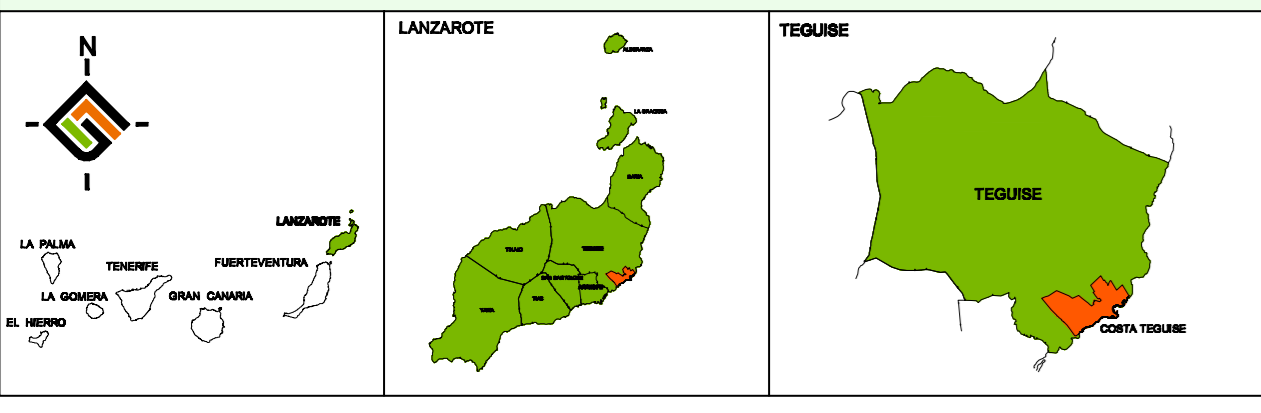 N
LANZAROTE
LA PALMA
TENERIFE
FUERTEVENTURA
LA GOMERA
GRAN CANARIA
EL HIERRO
LANZAROTE
LA GRACIOSA
HARIA
TINAJO
TEGUISE
SAN BARTOLOME
TIAS
YAIZA
TEGUISE
TEGUISE
COSTA TEGUISE